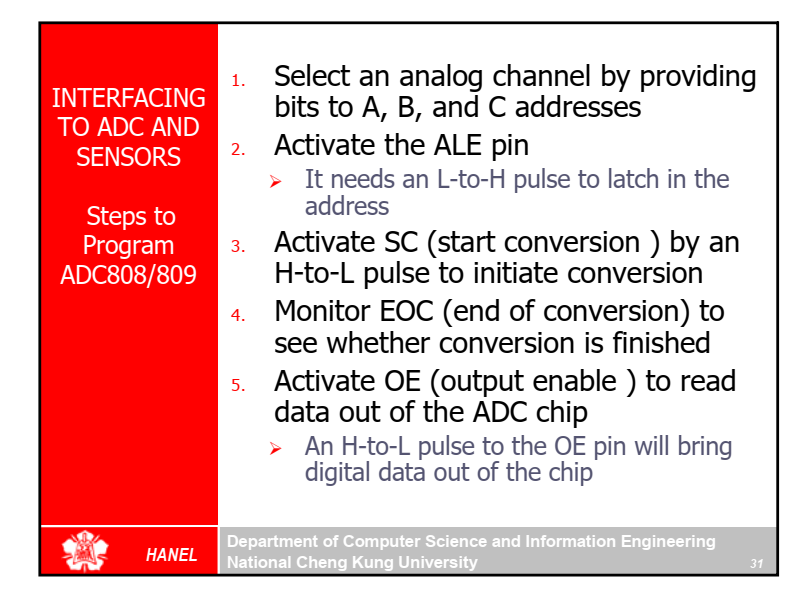 INTERFACING
TO ADC AND
SENSORS
Steps to
Program
ADC808/809
1. Select an analog channel by providing
bits to A, B, and C addresses
2. Activate the ALE pin
➢ It needs an L-to-H pulse to latch in the
address
3. Activate SC (start conversion ) by an
H-to-L pulse to initiate conversion
4. Monitor EOC (end of conversion) to
see whether conversion is finished
5. Activate OE (output enable ) to read
data out of the ADC chip
➢ An H-to-L pulse to the OE pin will bring
digital data out of the chip
HANEL
Department of Computer Science and Information Engineering
National Cheng Kung University
31